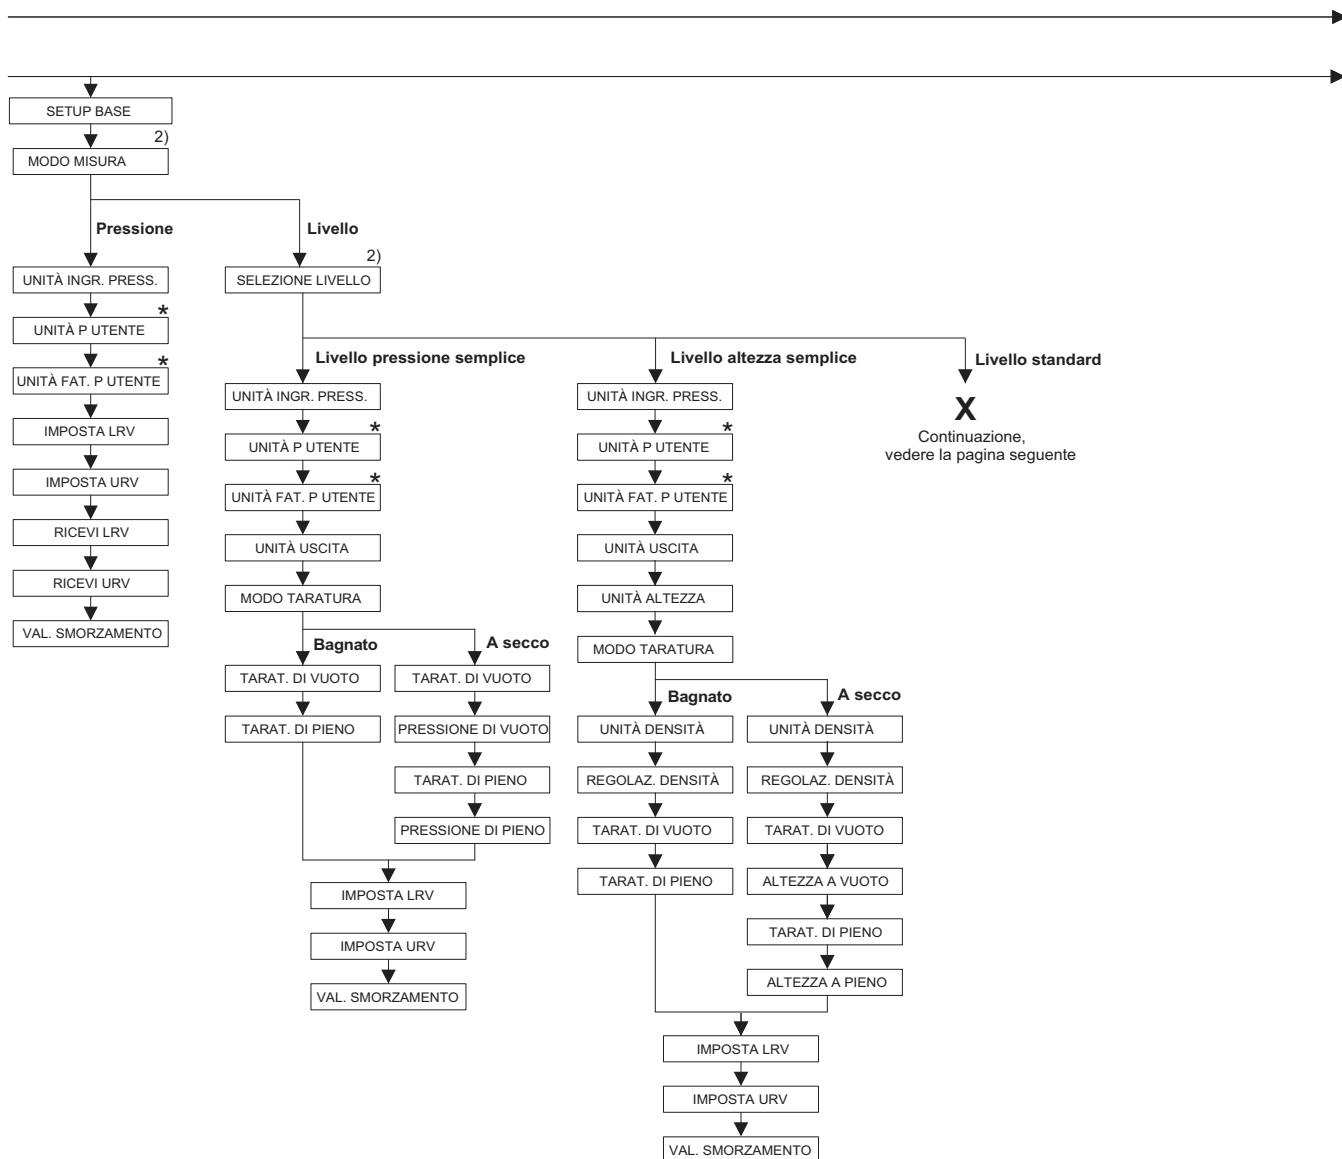 SETUP BASE
2)
MODO MISURA
Pressione
Livello
2)
UNITÀ INGR. PRESS.
SELEZIONE LIVELLO
*
UNITÀ P UTENTE
*
UNITÀ FAT. P UTENTE
IMPOSTA LRV
IMPOSTA URV
RICEVI LRV
RICEVI URV
VAL. SMORZAMENTO
Livello pressione semplice
UNITÀ INGR. PRESS.
*
UNITÀ P UTENTE
*
UNITÀ FAT. P UTENTE
UNITÀ USCITA
MODO TARATURA
Bagnato
A secco
TARAT. DI VUOTO
TARAT. DI PIENO
TARAT. DI VUOTO
PRESSIONE DI VUOTO
TARAT. DI PIENO
PRESSIONE DI PIENO
IMPOSTA LRV
IMPOSTA URV
VAL. SMORZAMENTO
Livello altezza semplice
UNITÀ INGR. PRESS.
*
UNITÀ P UTENTE
*
UNITÀ FAT. P UTENTE
UNITÀ USCITA
UNITÀ ALTEZZA
MODO TARATURA
Bagnato
A secco
UNITÀ DENSITÀ
REGOLAZ. DENSITÀ
TARAT. DI VUOTO
TARAT. DI PIENO
UNITÀ DENSITÀ
REGOLAZ. DENSITÀ
TARAT. DI VUOTO
ALTEZZA A VUOTO
TARAT. DI PIENO
ALTEZZA A PIENO
IMPOSTA LRV
IMPOSTA URV
VAL. SMORZAMENTO
Livello standard
X
Continuazione,
vedere la pagina seguente